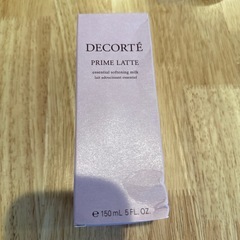 DECORTÉ
PRIME LATTE
essential softening milk
lait adoucissant essentiel
℮ 150 mL 5 FL. OZ.